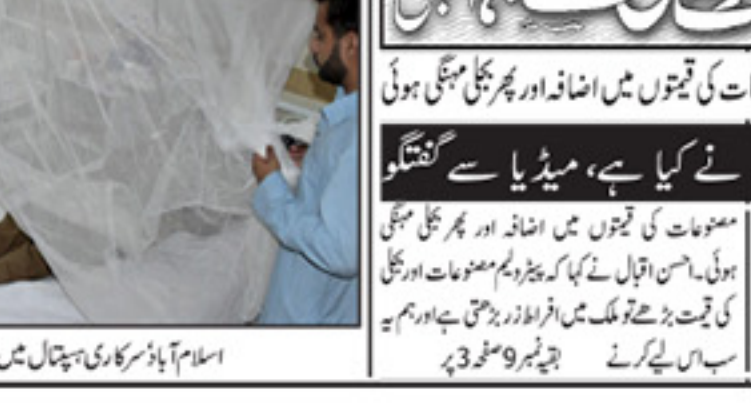 ات کی قیمتوں میں اضافہ اور پھر بجلی مہنگی ہوئی
نے کیا ہے، میڈیا سے گفتگو
مصنوعات کی قیمتوں میں اضافہ اور پھر بجلی مہنگی
ہوئی۔ احسن اقبال نے کہا کہ پیٹرولیم مصنوعات اور بجلی
کی قیمت بڑھے تو ملک میں افراط زر بڑھتی ہے اور ہم یہ
سب اس لیے کرنے بقیہ نمبر 9 صفحہ 3 پر
اسلام آباد سرکاری ہسپتال میں